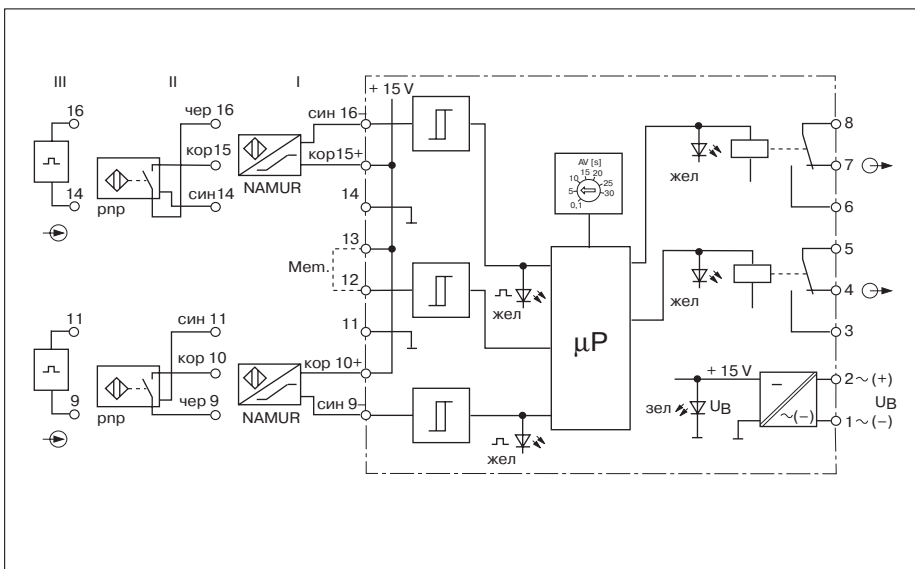 III II I
+ 15 V
16
чер 16
син 16–
кор15
кор15+
14
син14
NAMUR
pnp
14
13
Mem.
12
11
AV [s]
0,1 5 10 15 20 25 30
µP
жел
жел
жел
жел
8
7
6
5
4
3
11
син 11
кор 10
кор 10+
9
чер 9
син 9–
pnp
NAMUR
+ 15 V
зел
UB
–
~(–)
2 ~ (+)
UB
1 ~ (–)